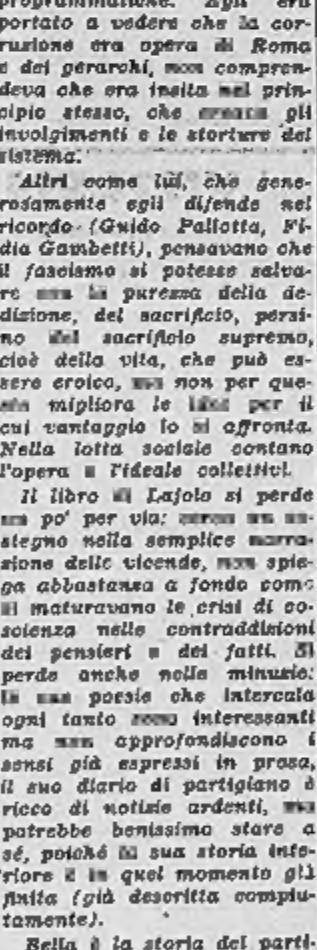 programmatiche. Egli era
portato a vedere che la cor-
ruzione era opera di Roma
e dei gerarchi, non compren-
deva che era insita nel prin-
cipio stesso, che creava gli
involgimenti e le storture del
sistema.
Altri come lui, che gene-
rosamente egli difende nel
ricordo (Guido Pallotta, Fi-
dia Gambetti), pensavano che
il fascismo si potesse salva-
re con la purezza della de-
dizione, del sacrificio, persi-
no del sacrificio supremo,
cioè della vita, che può es-
sere eroico, ma non per que-
sto migliora le idee per il
cui vantaggio lo si affronta.
Nella lotta sociale contano
l'opera e l'ideale collettivi.
Il libro di Lajolo si perde
un po' per via: cerca un so-
stegno nella semplice narra-
zione delle vicende, non spie-
ga abbastanza a fondo come
si maturavano le crisi di co-
scienza nelle contraddizioni
dei pensieri e dei fatti. Si
perde anche nelle minuzie:
le sue poesie che intercala
ogni tanto sono interessanti
ma non approfondiscono i
sensi già espressi in prosa,
il suo diario di partigiano è
ricco di notizie ardenti, ma
potrebbe benissimo stare a
sé, poiché la sua storia inte-
riore è in quel momento già
finita (già descritta compiu-
tamente).
Bella è la storia del parti-